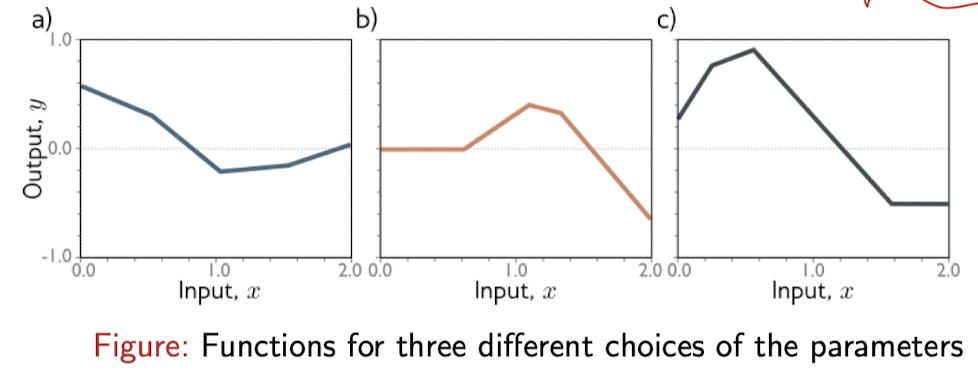 a)
b)
c)
1.0
0.0
-1.0
Output, y
0.0 1.0 2.0
0.0 1.0 2.0
0.0 1.0 2.0
Input, x
Input, x
Input, x
Figure: Functions for three different choices of the parameters